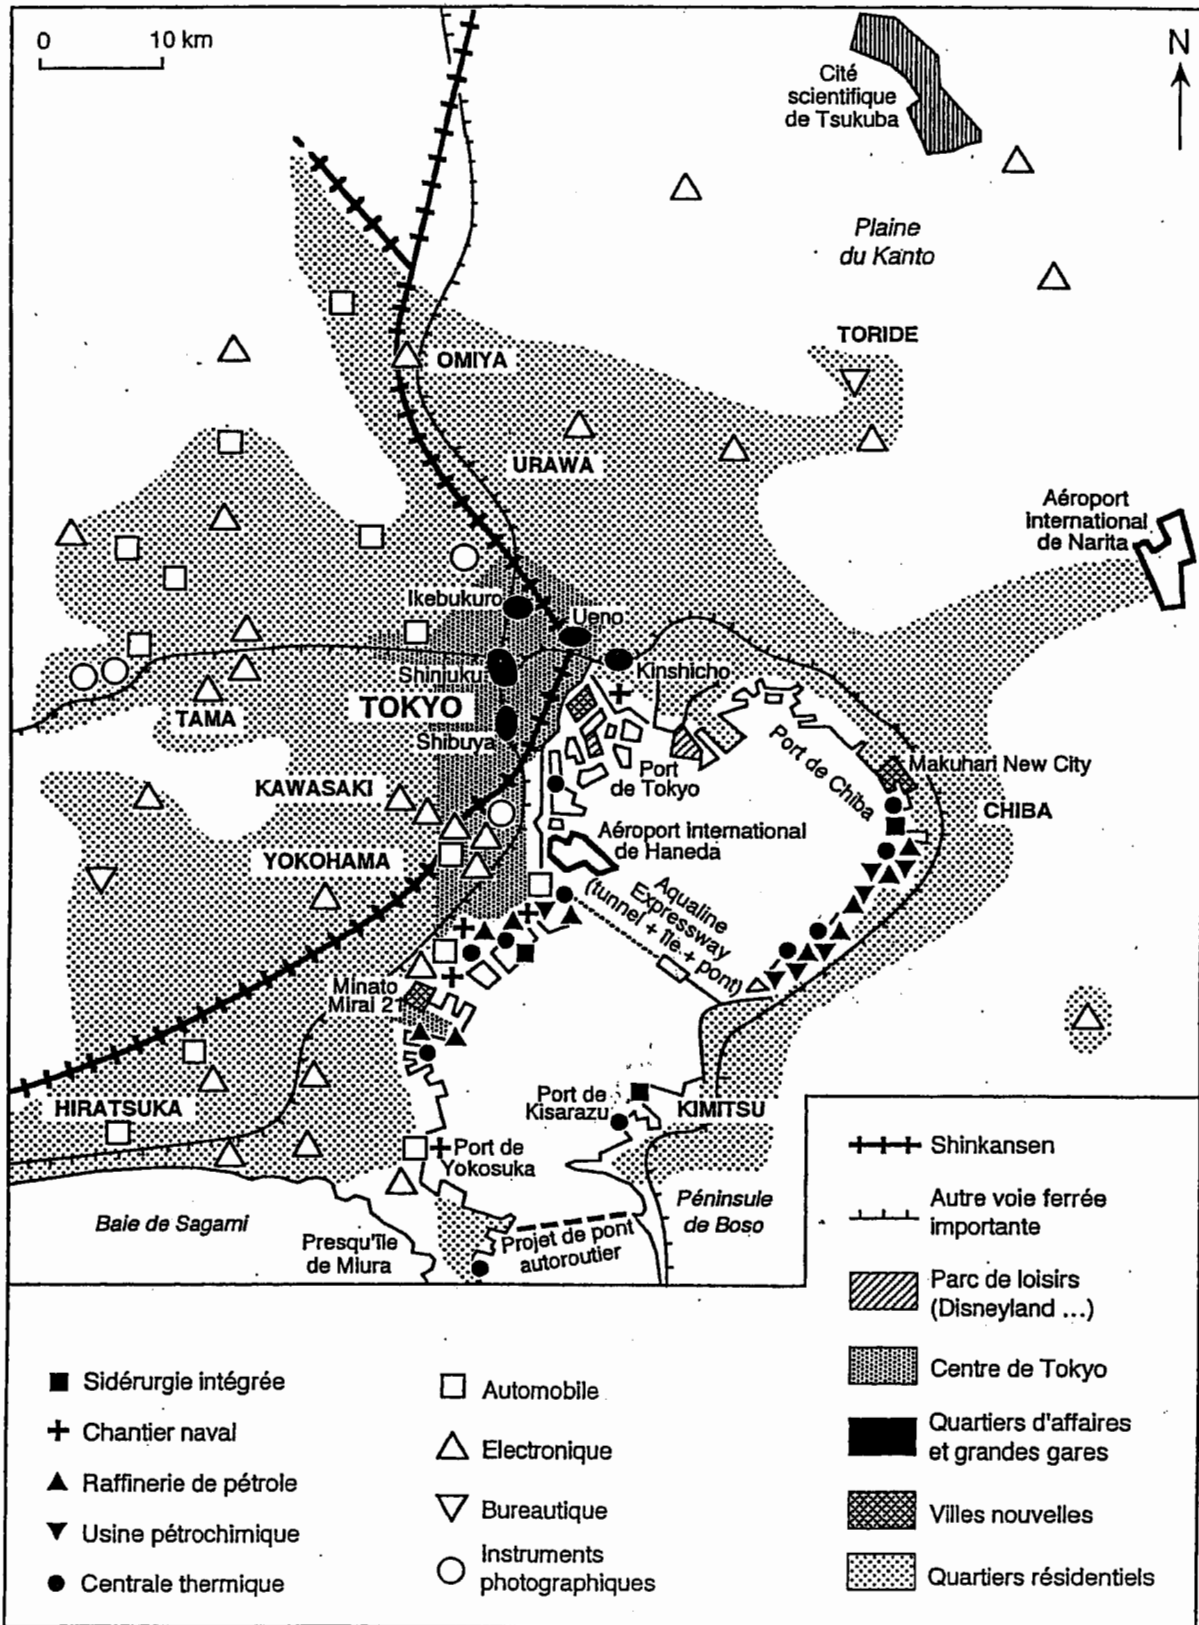 0 10 km
N
Cité
scientifique
de Tsukuba
Plaine
du Kanto
TORIDE
OMIYA
URAWA
Aéroport
international
de Narita
Ikebukuro
Ueno
Shinjuku
Kinshicho
TAMA
TOKYO
Shibuya
Port
de Tokyo
Port de Chiba
Makuhari New City
CHIBA
KAWASAKI
YOKOHAMA
Aéroport international
de Haneda
Aqualine
Expressway
(tunnel + île + pont)
Minato
Mirai 21
HIRATSUKA
Port de
Kisarazu
KIMITSU
Port de
Yokosuka
Baie de Sagami
Presqu'île
de Miura
Projet de pont
autoroutier
Péninsule
de Boso
Shinkansen
Autre voie ferrée
importante
Parc de loisirs
(Disneyland ...)
Centre de Tokyo
Quartiers d'affaires
et grandes gares
Villes nouvelles
Quartiers résidentiels
Sidérurgie intégrée
Chantier naval
Raffinerie de pétrole
Usine pétrochimique
Centrale thermique
Automobile
Electronique
Bureautique
Instruments
photographiques